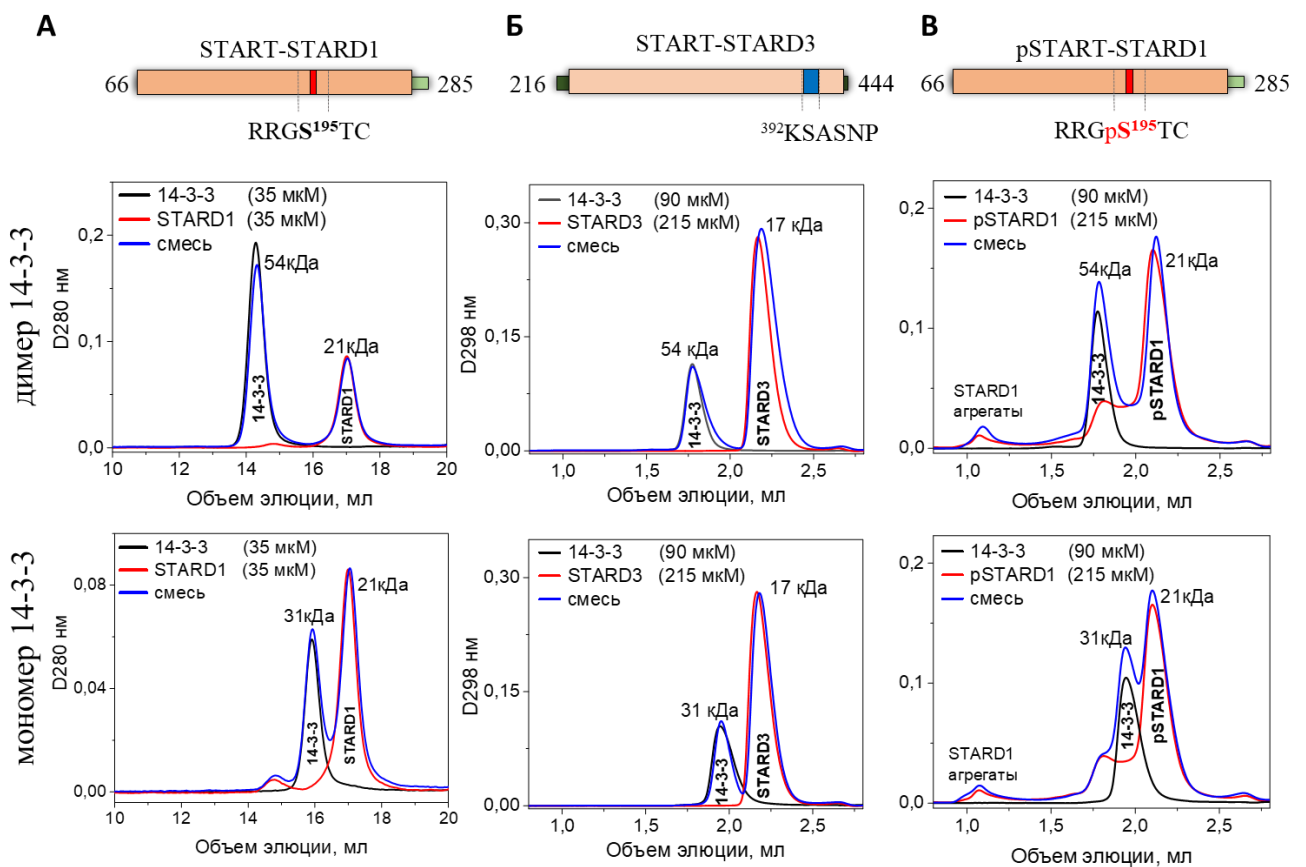 А
START-STARD1
66
285
RRGS¹⁹⁵TC
Б
START-STARD3
216
444
³⁹²KSASNP
В
pSTART-STARD1
66
285
RRGpS¹⁹⁵TC
димер 14-3-3
14-3-3 (35 мкМ)
STARD1 (35 мкМ)
смесь
54кДа
21кДа
14-3-3
STARD1
D280 нм
0,2
0,1
0,0
10 12 14 16 18 20
Объем элюции, мл
14-3-3 (90 мкМ)
STARD3 (215 мкМ)
смесь
17 кДа
54 кДа
14-3-3
STARD3
D298 нм
0,30
0,15
0,00
1,0 1,5 2,0 2,5
Объем элюции, мл
14-3-3 (90 мкМ)
pSTARD1 (215 мкМ)
смесь
54кДа
21кДа
STARD1
агрегаты
14-3-3
pSTARD1
0,2
0,1
0,0
1,0 1,5 2,0 2,5
Объем элюции, мл
мономер 14-3-3
14-3-3 (35 мкМ)
STARD1 (35 мкМ)
смесь
21кДа
31кДа
14-3-3
STARD1
D280 нм
0,08
0,04
0,00
10 12 14 16 18 20
Объем элюции, мл
14-3-3 (90 мкМ)
STARD3 (215 мкМ)
смесь
17 кДа
31 кДа
14-3-3
STARD3
D298 нм
0,30
0,15
0,00
1,0 1,5 2,0 2,5
Объем элюции, мл
14-3-3 (90 мкМ)
pSTARD1 (215 мкМ)
смесь
21кДа
31кДа
STARD1
агрегаты
14-3-3
pSTARD1
0,2
0,1
0,0
1,0 1,5 2,0 2,5
Объем элюции, мл